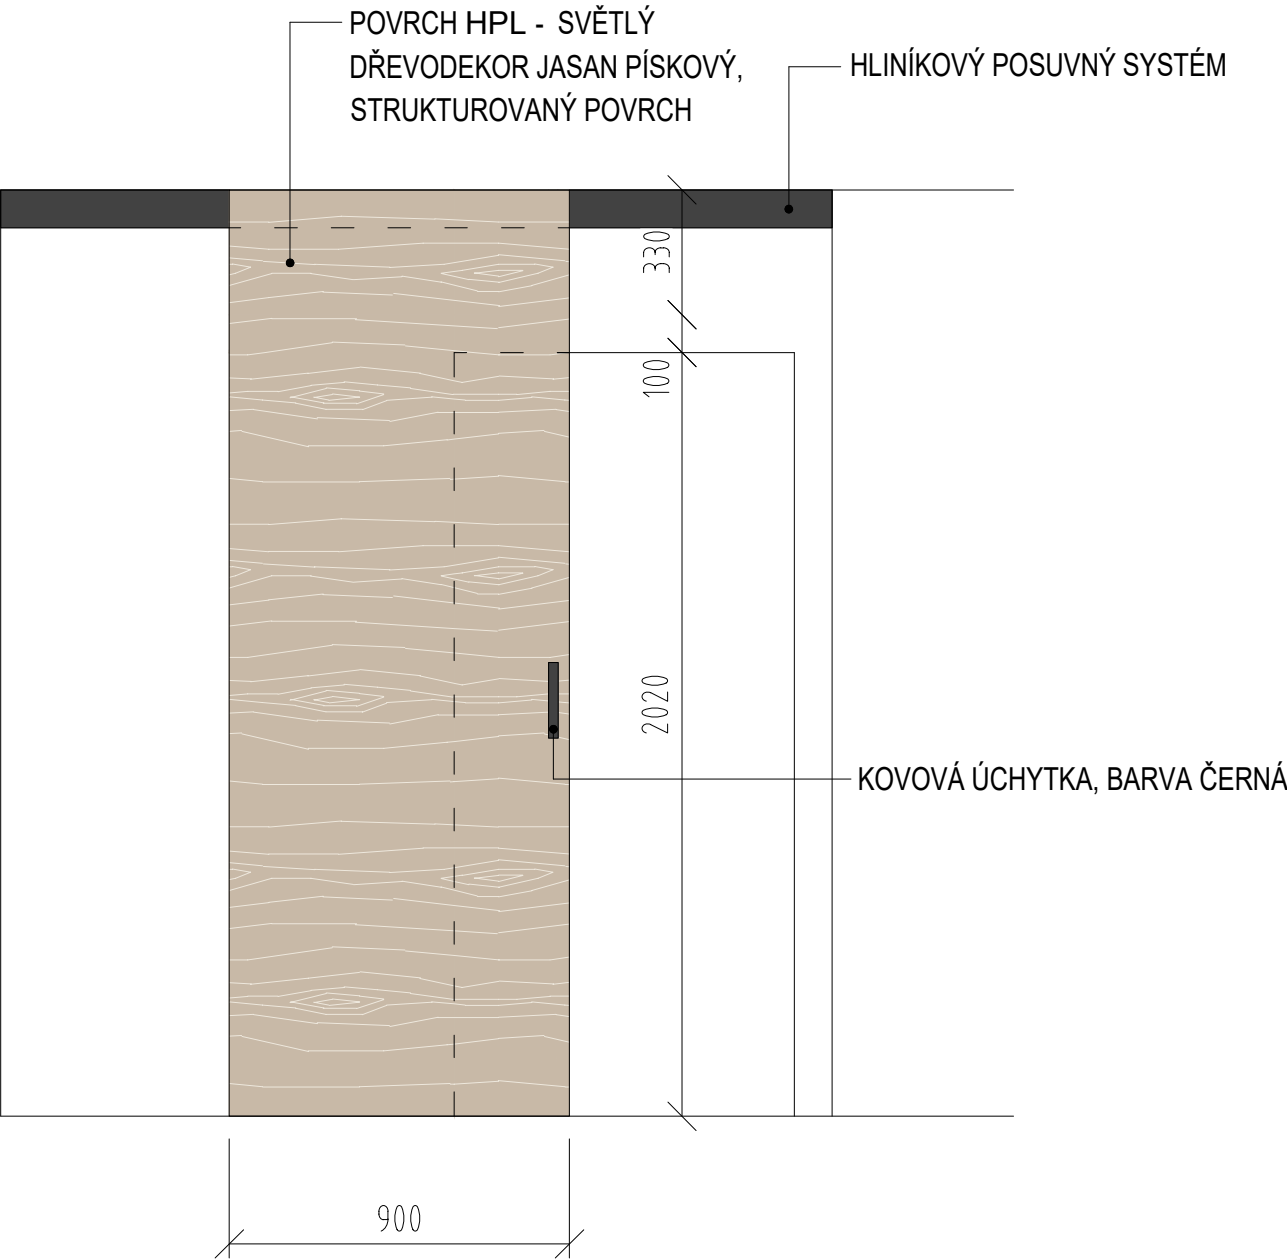 POVRCH HPL - SVĚTLÝ
DŘEVODEKOR JASAN PÍSKOVÝ,
STRUKTUROVANÝ POVRCH
HLINÍKOVÝ POSUVNÝ SYSTÉM
330
100
2020
KOVOVÁ ÚCHYTKA, BARVA ČERNÁ
900